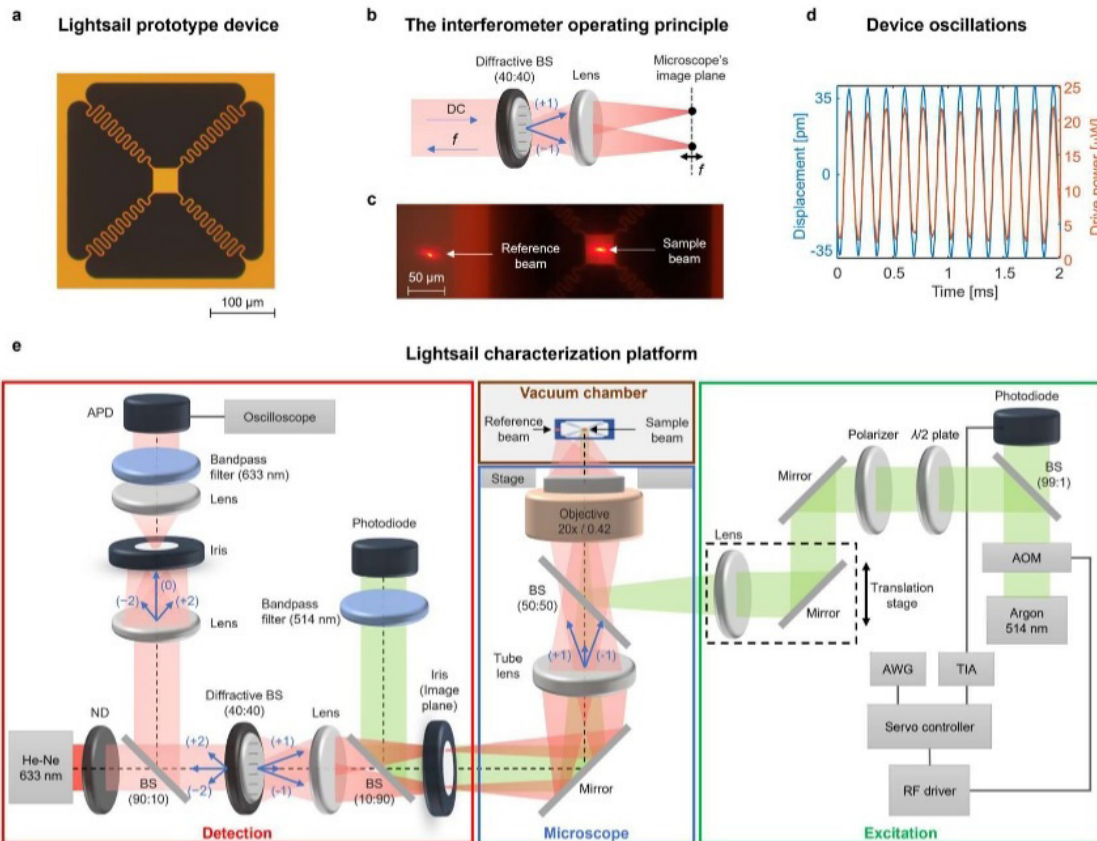 a
Lightsail prototype device
100 μm
b
The interferometer operating principle
Diffractive BS
(40:40)
Lens
Microscope's
image plane
DC
f
(+1)
(−1)
f
c
Reference
beam
Sample
beam
50 μm
d
Device oscillations
Displacement [pm]
35
0
-35
Drive power [μW]
25
20
15
10
5
0
0
0.5
1
1.5
2
Time [ms]
e
Lightsail characterization platform
APD
Oscilloscope
Bandpass
filter (633 nm)
Lens
Iris
(0)
(−2)
(+2)
Lens
Photodiode
Bandpass
filter (514 nm)
ND
He-Ne
633 nm
BS
(90:10)
Diffractive BS
(40:40)
(+2)
(−2)
(+1)
(-1)
Lens
BS
(10:90)
Iris
(Image
plane)
Detection
Vacuum chamber
Reference
beam
Sample
beam
Stage
Objective
20x / 0.42
BS
(50:50)
(+1)
(-1)
Tube
lens
Mirror
Microscope
Photodiode
Polarizer
λ/2 plate
Mirror
BS
(99:1)
Lens
Mirror
Translation
stage
AOM
Argon
514 nm
AWG
TIA
Servo controller
RF driver
Excitation